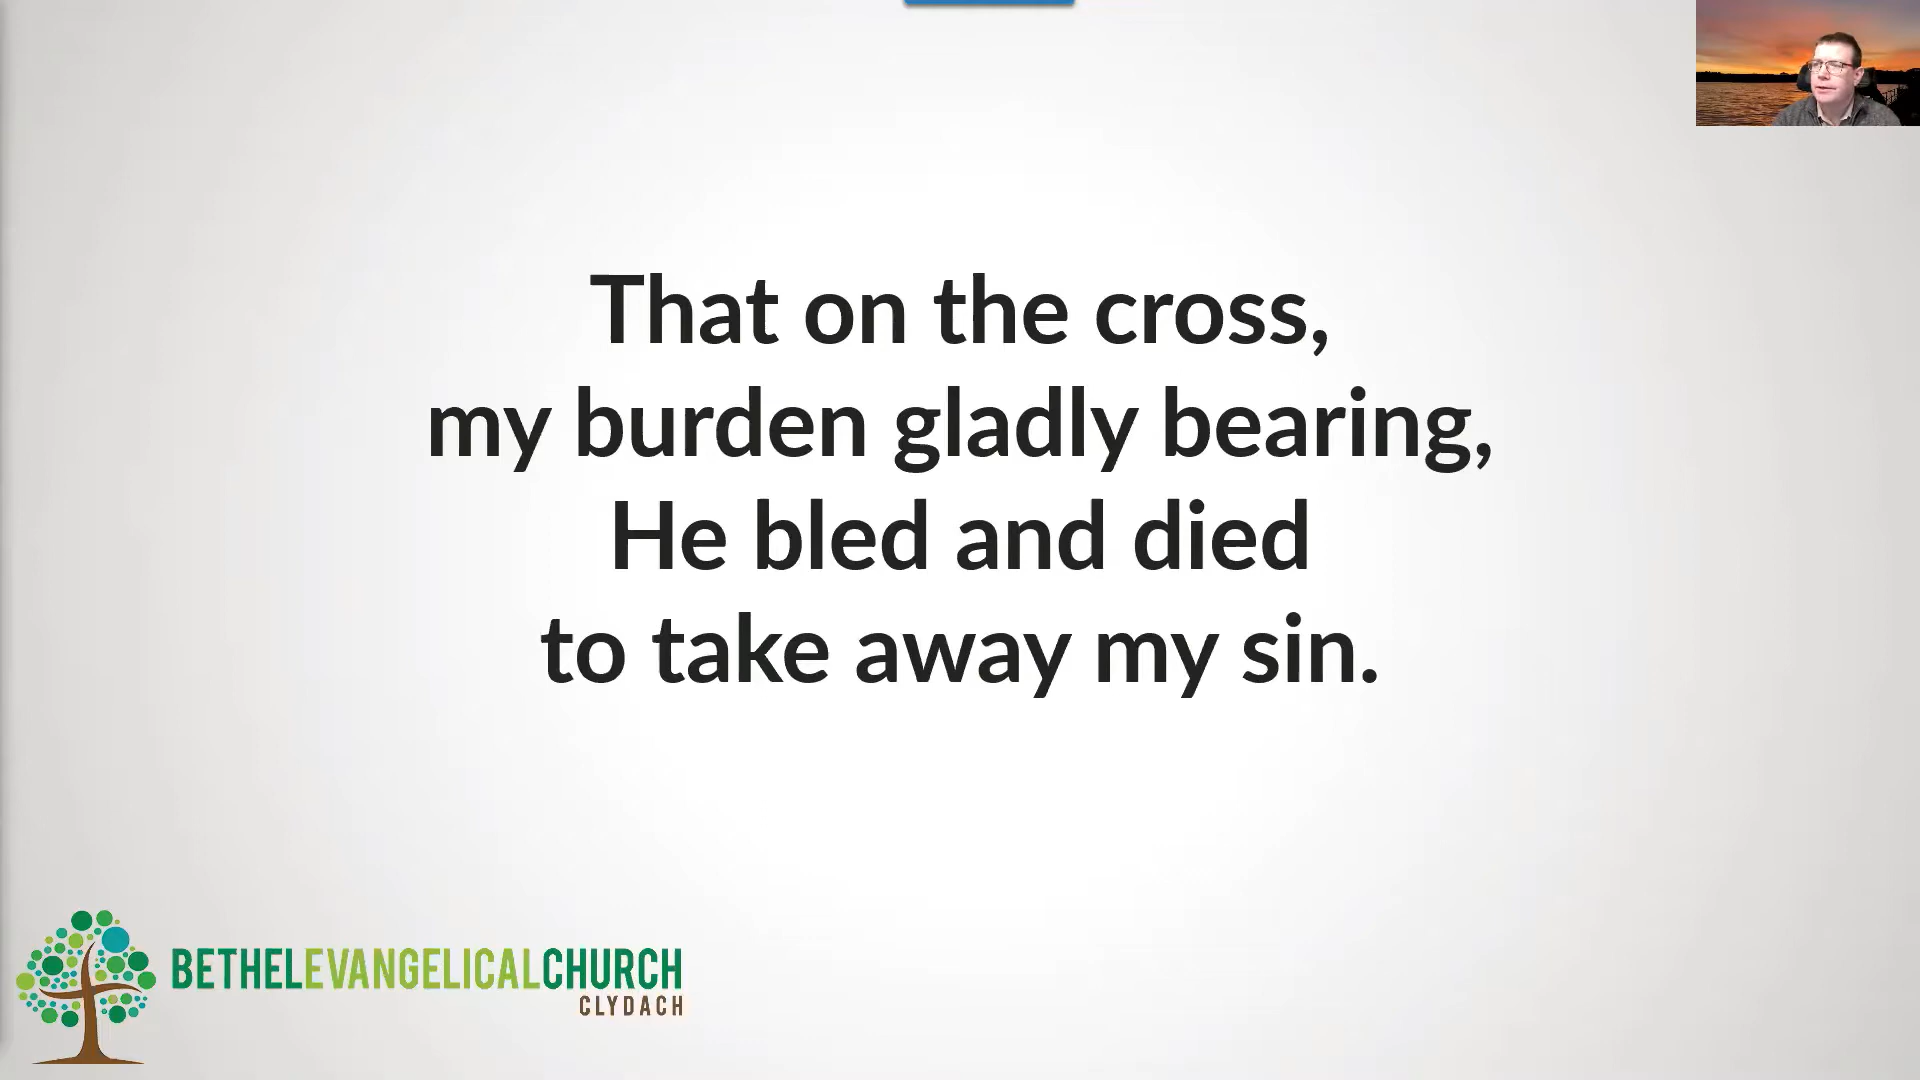 That on the cross,
my burden gladly bearing,
He bled and died
to take away my sin.
BETHELEVANGELICALCHURCH
CLYDACH